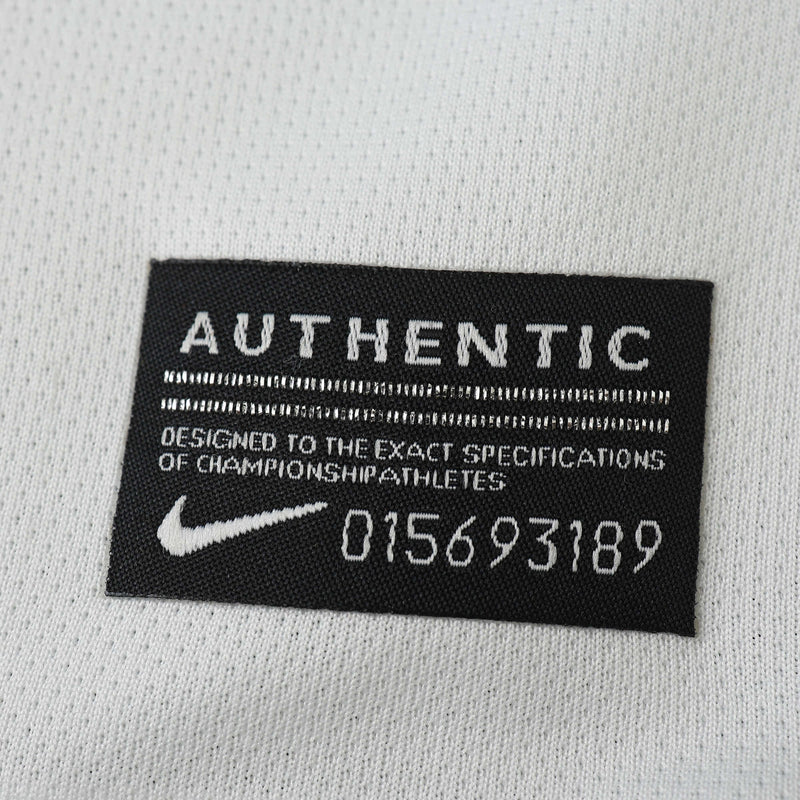 AUTHENTIC
DESIGNED TO THE EXACT SPECIFICATIONS
OF CHAMPIONSHIPATHLETES
015693189